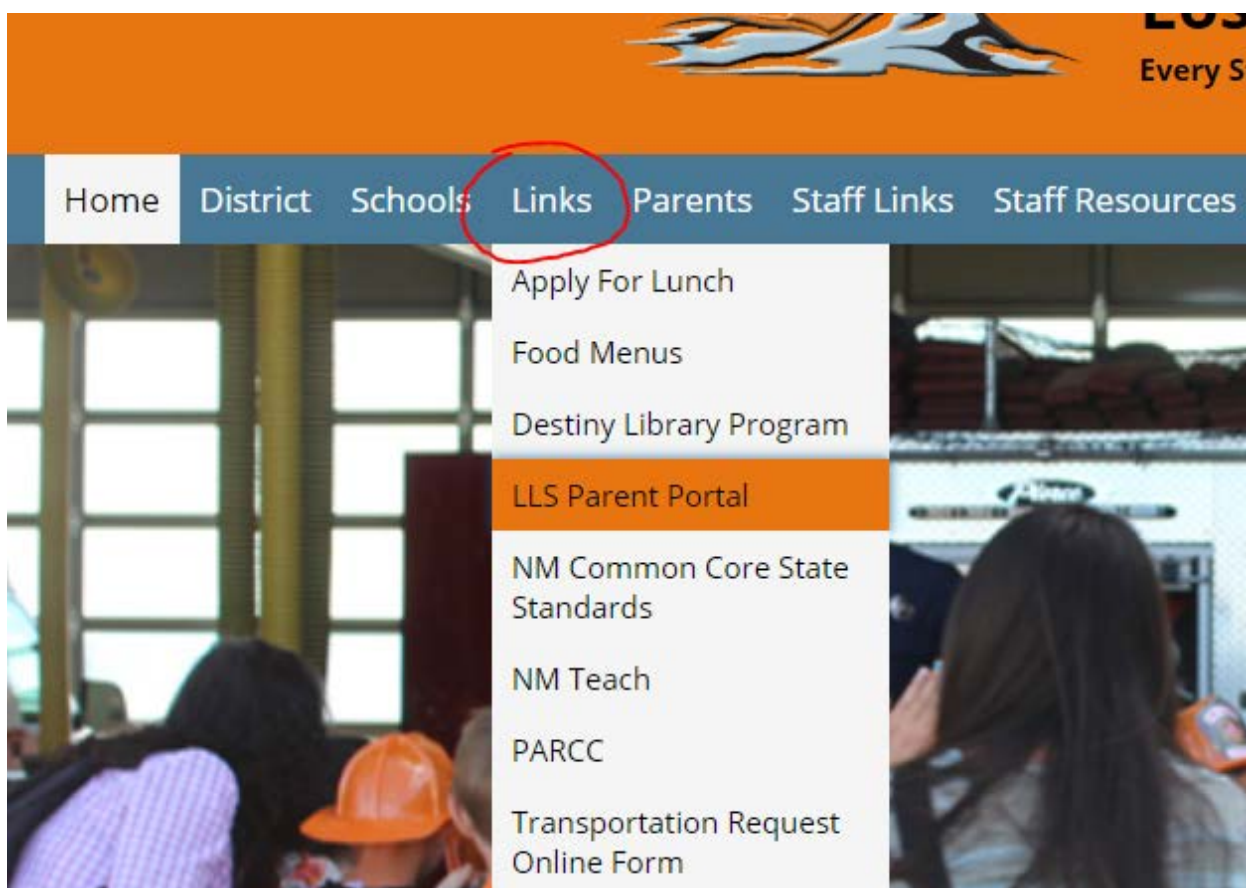 Every S
Home District Schools Links Parents Staff Links Staff Resources
Apply For Lunch
Food Menus
Destiny Library Program
LLS Parent Portal
NM Common Core State
Standards
NM Teach
PARCC
Transportation Request
Online Form